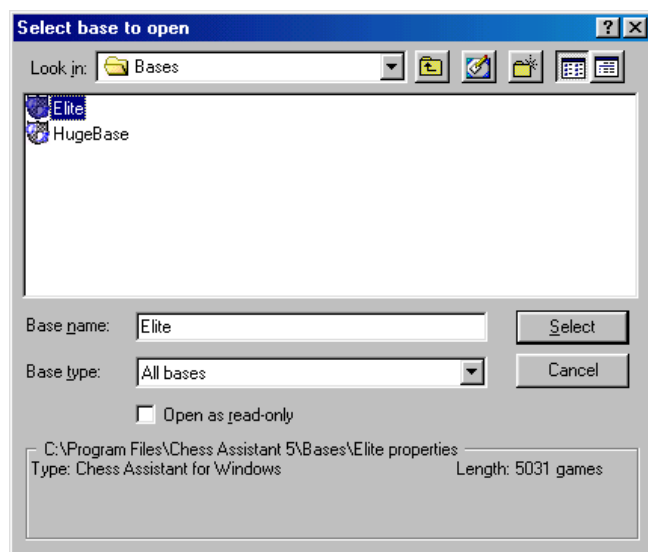 Select base to open
Look in: Bases
Elite
HugeBase
Base name: Elite Select
Base type: All bases Cancel
Open as read-only
C:\Program Files\Chess Assistant 5\Bases\Elite properties
Type: Chess Assistant for Windows Length: 5031 games